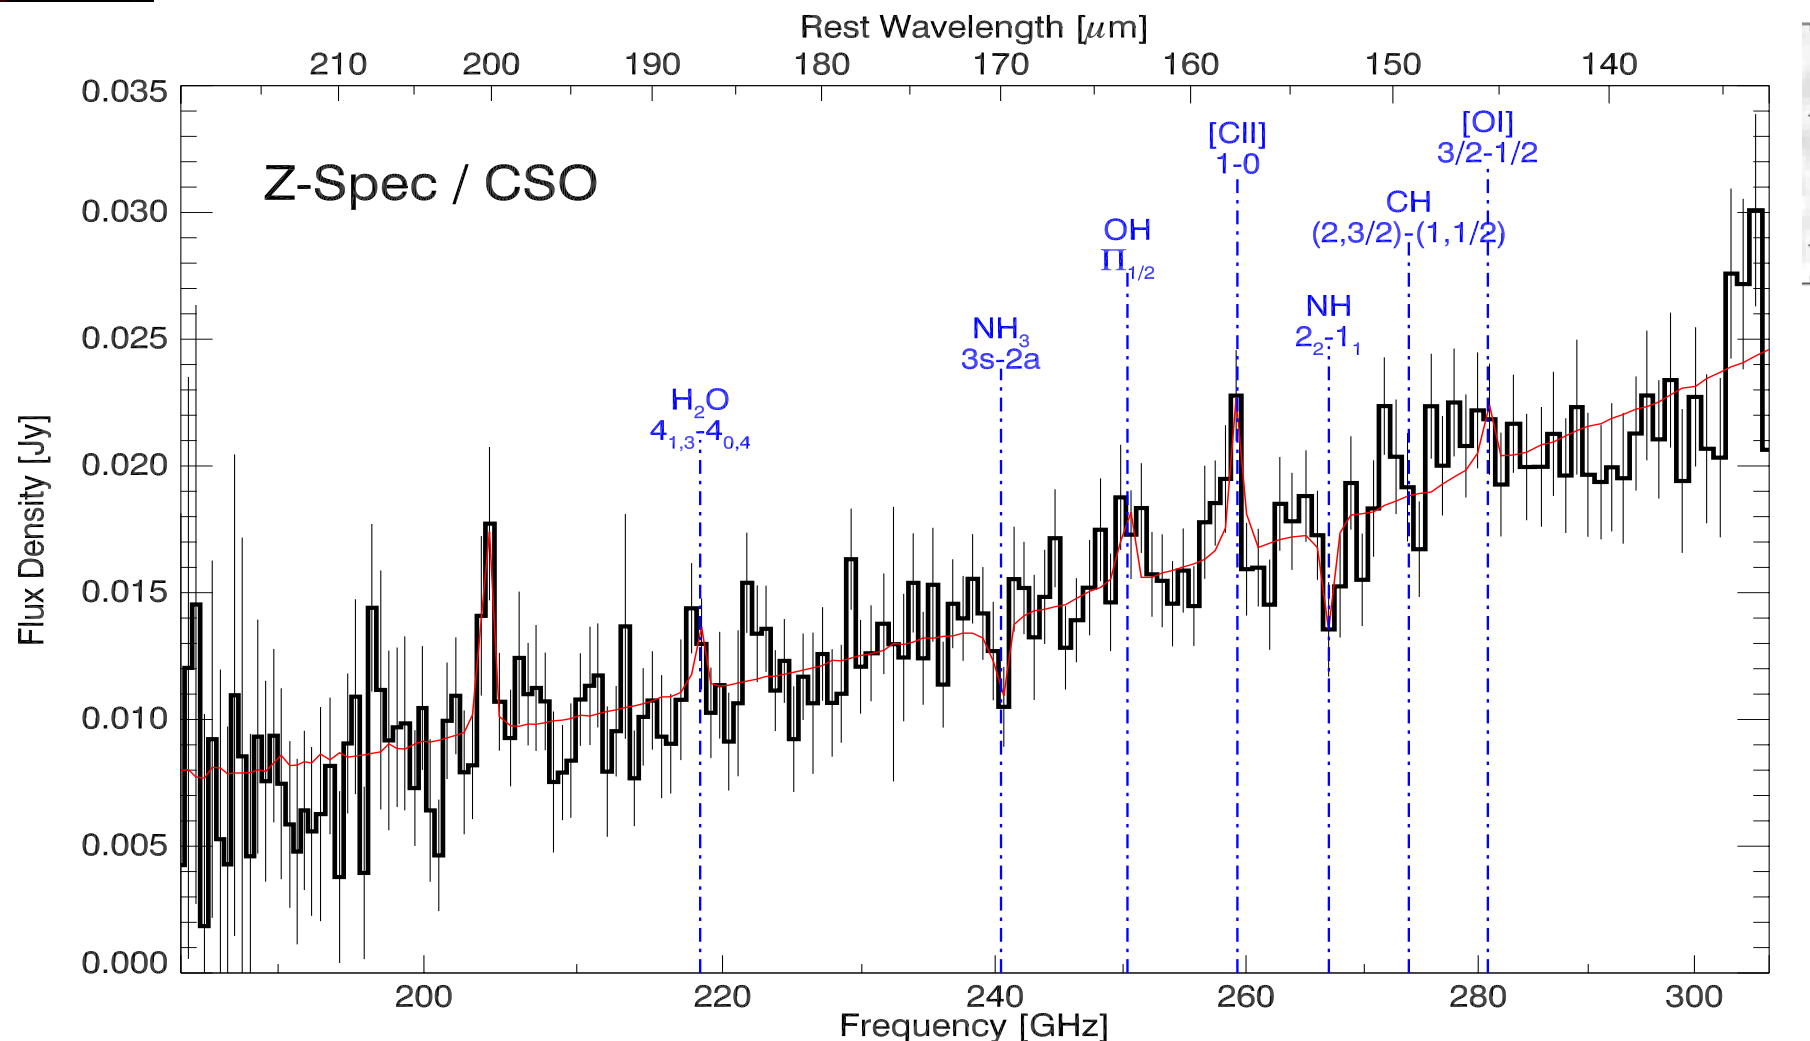 Rest Wavelength [μm]
210 200 190 180 170 160 150 140
0.035
0.030
0.025
0.020
0.015
0.010
0.005
0.000
Flux Density [Jy]
Z-Spec / CSO
H₂O
4₁,₃-4₀,₄
NH₃
3s-2a
OH
Π₁/₂
[CII]
1-0
NH
2₂-1₁
CH
(2,3/2)-(1,1/2)
[OI]
3/2-1/2
200 220 240 260 280 300
Frequency [GHz]